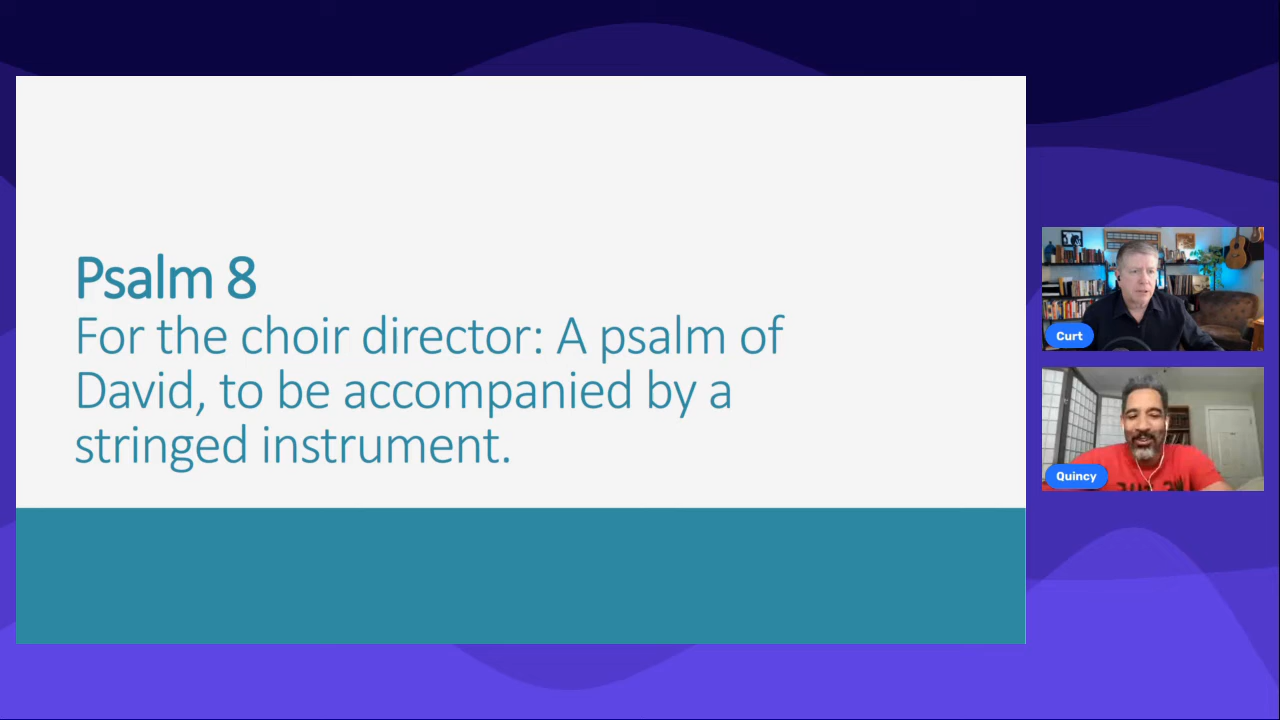 Psalm 8
For the choir director: A psalm of
David, to be accompanied by a
stringed instrument.
Curt
Quincy